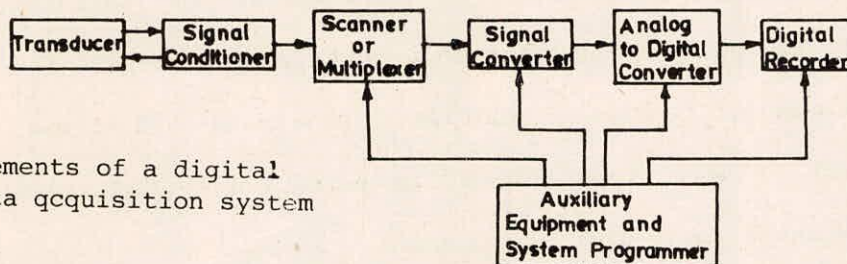 Transducer
Signal
Conditioner
Scanner
or
Multiplexer
Signal
Converter
Analog
to Digital
Converter
Digital
Recorder
ements of a digital
ta qcquisition system
Auxiliary
Equipment and
System Programmer